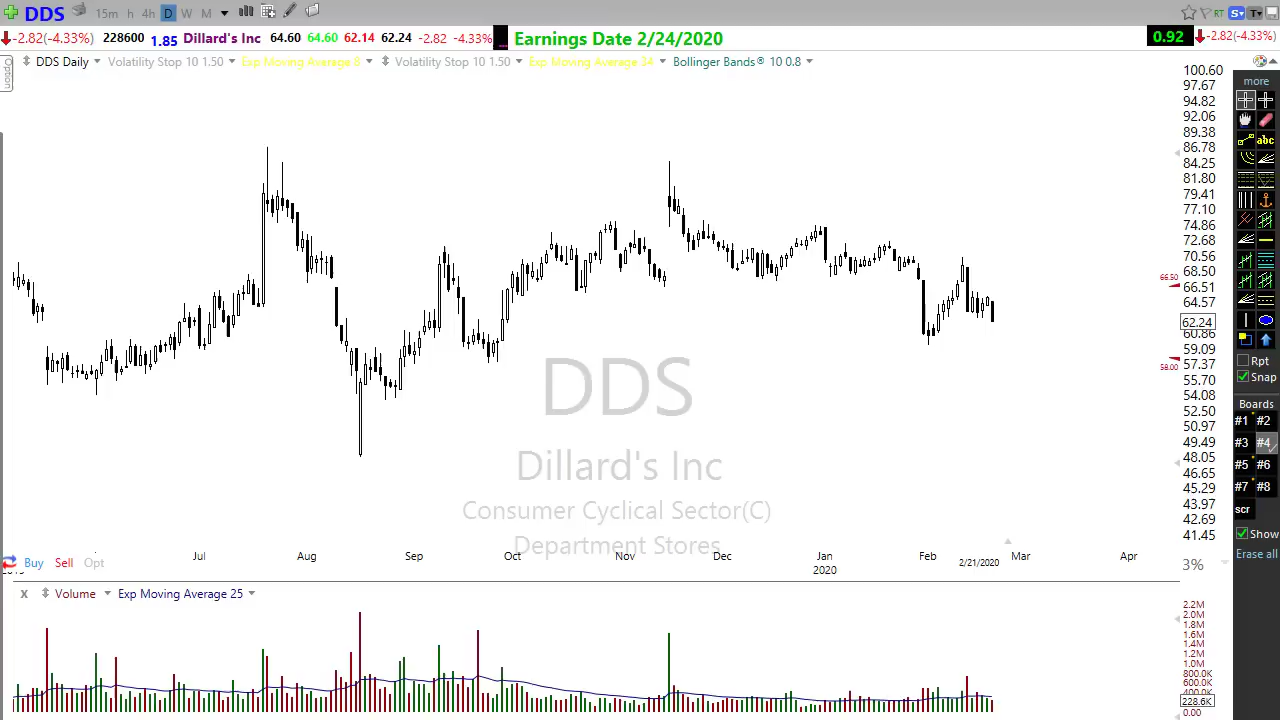 DDS 15m h 4h D W M RT S T
-2.82(-4.33%) 228600 1.85 Dillard's Inc 64.60 64.60 62.14 62.24 -2.82 -4.33% Earnings Date 2/24/2020 0.92 -2.82(-4.33%)
Option
DDS Daily Volatility Stop 10 1.50 Exp Moving Average 8 Volatility Stop 10 1.50 Exp Moving Average 34 Bollinger Bands® 10 0.8
100.60
97.67
94.82
92.06
89.38
86.78
84.25
81.80
79.41
77.10
74.86
72.68
70.56
68.50
66.50
66.51
64.57
62.24
60.86
59.09
58.00
57.37
55.70
54.08
52.50
50.97
49.49
48.05
46.65
45.29
43.97
42.69
41.45
more
abc
Rpt
Snap
Boards
#1 #2
#3 #4
#5 #6
#7 #8
scr
Show
Erase all
DDS
Dillard's Inc
Consumer Cyclical Sector(C)
Department Stores
Jul Aug Sep Oct Nov Dec Jan Feb Mar Apr
Buy Sell Opt
2020 2/21/2020
3%
x Volume Exp Moving Average 25
2.2M
2.0M
1.8M
1.6M
1.4M
1.2M
1.0M
800.0K
600.0K
400.0K
228.6K
0.00